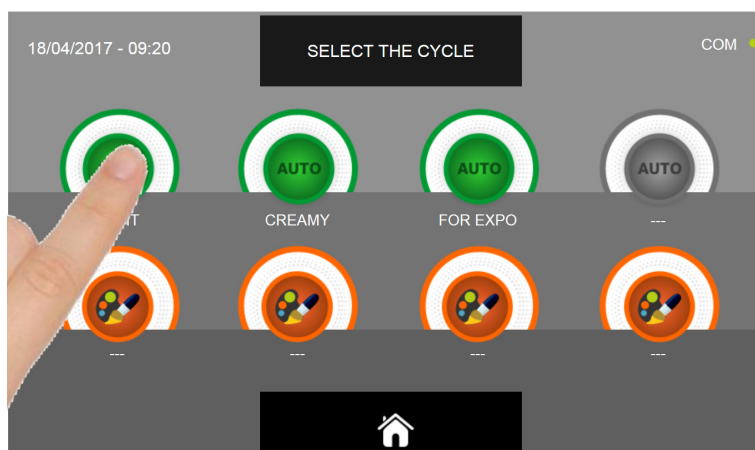 18/04/2017 - 09:20
SELECT THE CYCLE
COM
AUTO
AUTO
AUTO
CREAMY
FOR EXPO
---
---
---
---
---